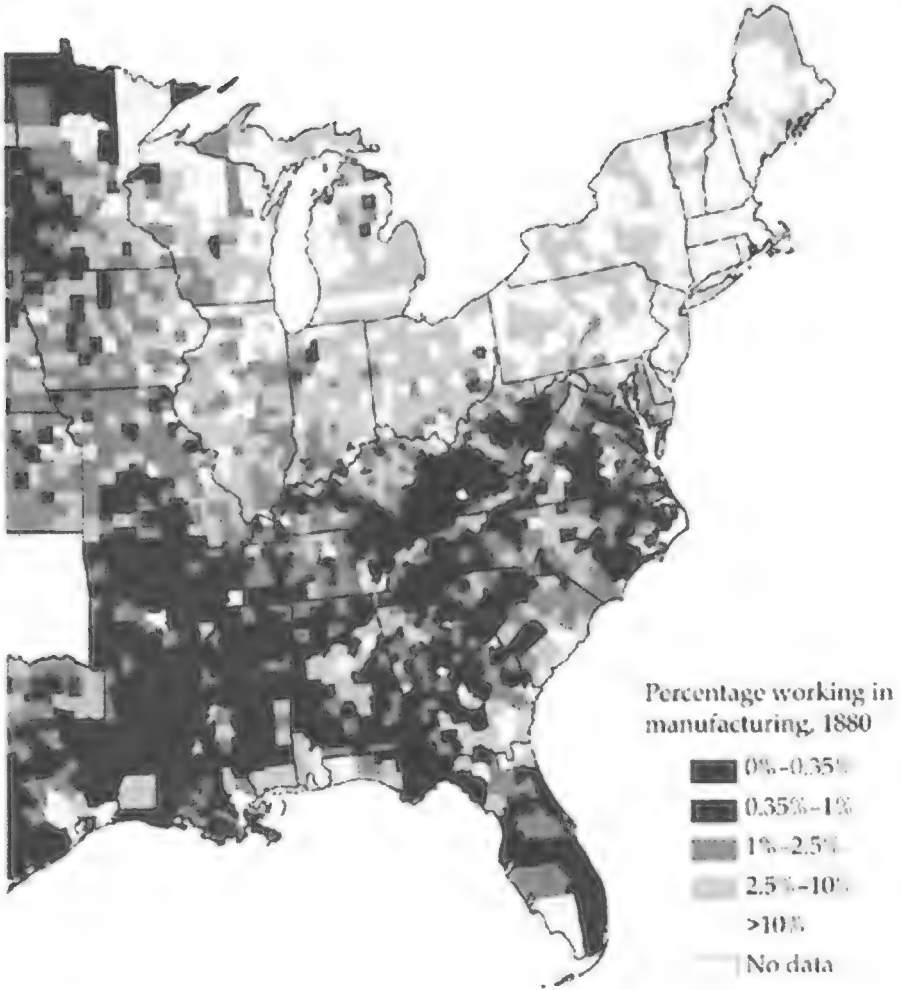 Percentage working in
manufacturing, 1880
0%–0.35%
0.35%–1%
1%–2.5%
2.5%–10%
>10%
No data